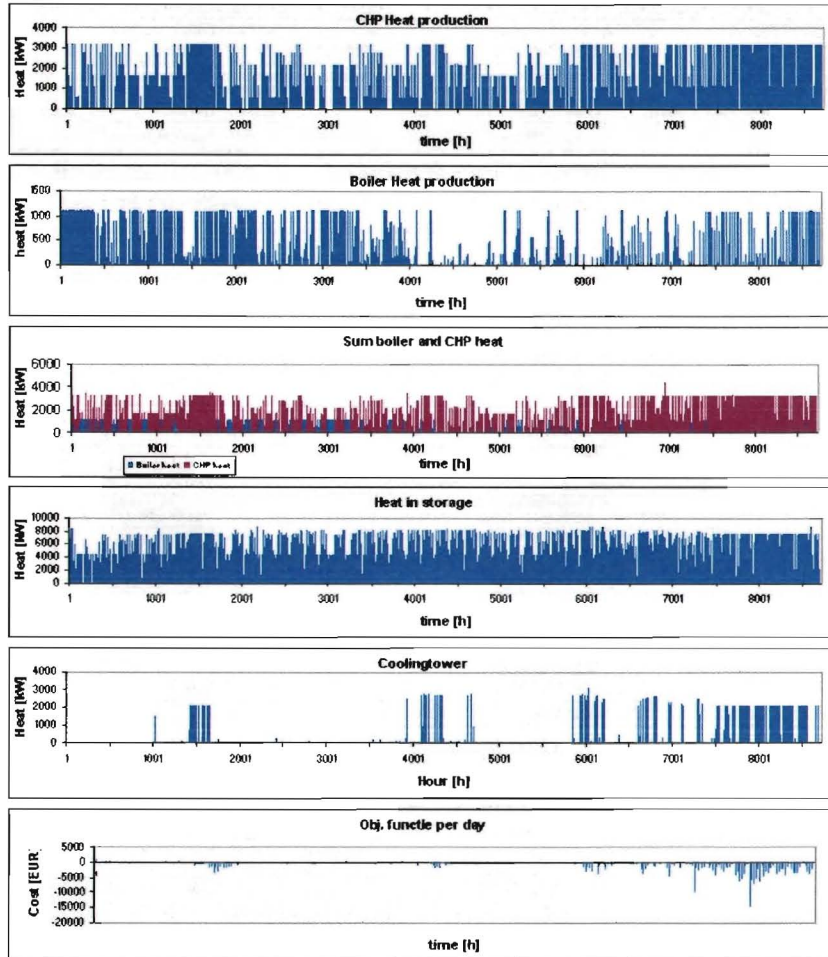 CHP Heat production
Heat [kW]
4000
3000
2000
1000
0
1 1001 2001 3001 4001 5001 6001 7001 8001
time [h]
Boiler Heat production
heat [kW]
1500
1000
500
0
1 1001 2001 3001 4001 5001 6001 7001 8001
time [h]
Sum boiler and CHP heat
Heat [kW]
6000
4000
2000
0
1 1001 2001 3001 4001 5001 6001 7001 8001
Boiler heat CHP heat
time [h]
Heat in storage
Heat [kW]
10000
8000
6000
4000
2000
0
1 1001 2001 3001 4001 5001 6001 7001 8001
time [h]
Coolingtower
Heat [kW]
4000
3000
2000
1000
0
1 1001 2001 3001 4001 5001 6001 7001 8001
Hour [h]
Obj. functie per day
Cost [EUR]
5000
0
-5000
-10000
-15000
-20000
time [h]